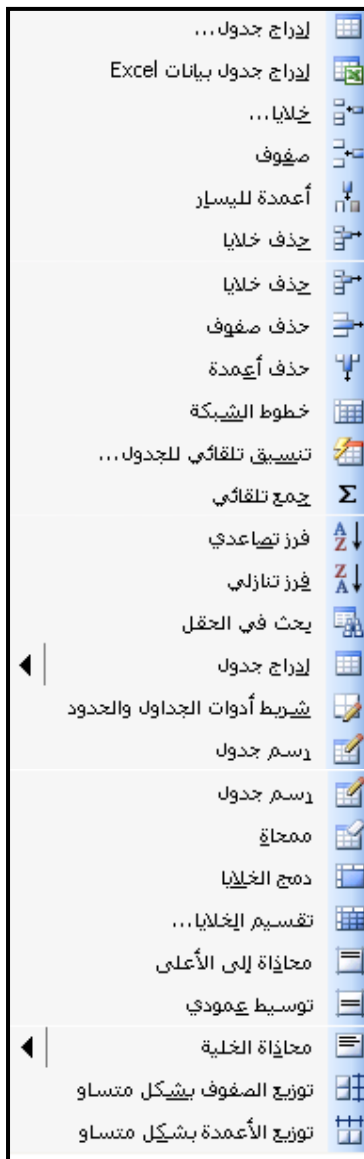 إدراج جدول...
إدراج جدول بيانات Excel
خلايا...
صفوف
أعمدة لليسار
حذف خلايا
حذف خلايا
حذف صفوف
حذف أعمدة
خطوط الشبكة
تنسيق تلقائي للجدول...
جمع تلقائي
فرز تصاعدي
فرز تنازلي
بحث في الحقل
إدراج جدول
شريط أدوات الجداول والحدود
رسم جدول
رسم جدول
ممحاة
دمج الخلايا
تقسيم الخلايا...
محاذاة إلى الأعلى
توسيط عمودي
محاذاة الخلية
توزيع الصفوف بشكل متساو
توزيع الأعمدة بشكل متساو